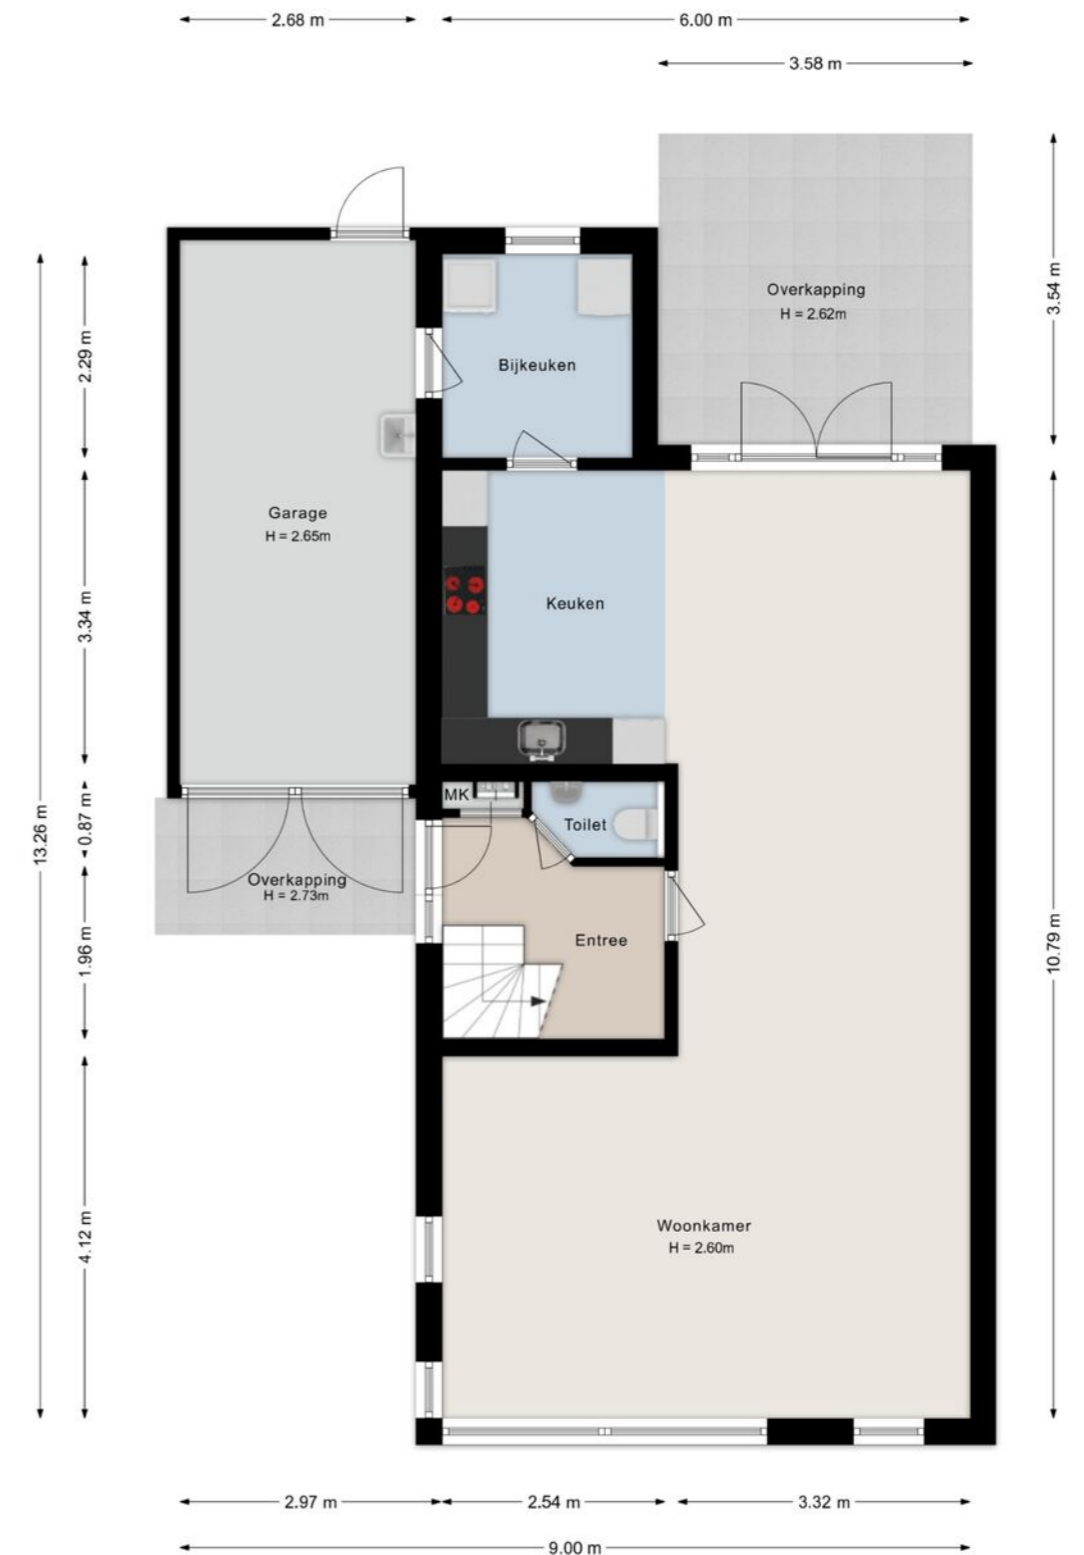 2.68 m
6.00 m
3.58 m
3.54 m
Overkapping
H = 2.62m
2.29 m
Bijkeuken
Garage
H = 2.65m
3.34 m
Keuken
13.26 m
0.87 m
MK
Toilet
Overkapping
H = 2.73m
1.96 m
Entree
10.79 m
4.12 m
Woonkamer
H = 2.60m
2.97 m
2.54 m
3.32 m
9.00 m